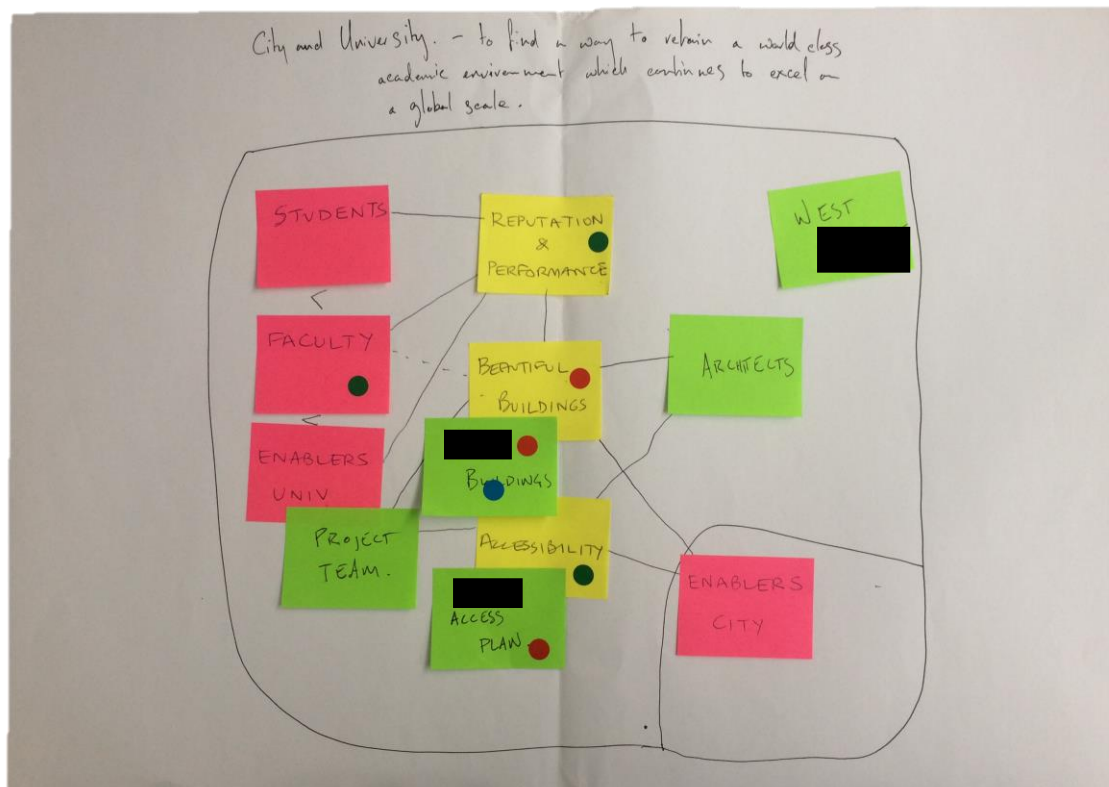 City and University. - to find a way to retain a world class
academic environment which continues to excel on
a global scale.
STUDENTS
REPUTATION
&
PERFORMANCE
WEST
<
FACULTY
BEAUTIFUL
BUILDINGS
ARCHITECTS
<
ENABLERS
UNIV
BUILDINGS
PROJECT
TEAM.
ACCESSIBILITY
ACCESS
PLAN
ENABLERS
CITY